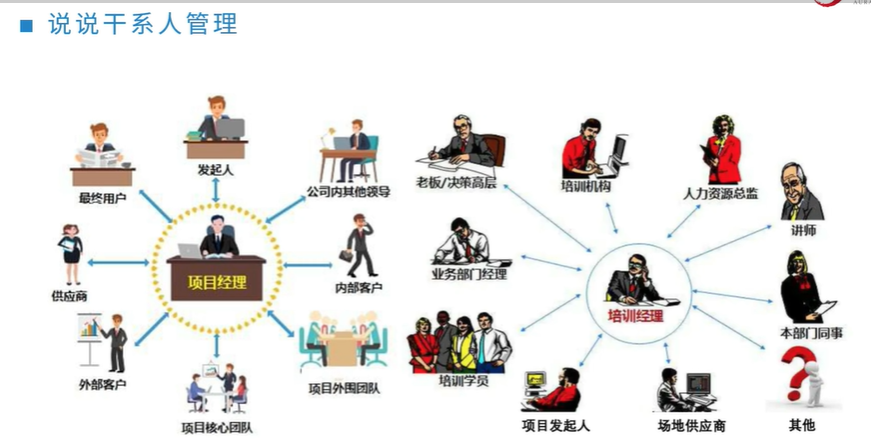 说说干系人管理
发起人
最终用户
公司内其他领导
项目经理
供应商
内部客户
外部客户
项目外围团队
项目核心团队
老板/决策高层
培训机构
人力资源总监
讲师
业务部门经理
培训经理
本部门同事
培训学员
项目发起人
场地供应商
其他